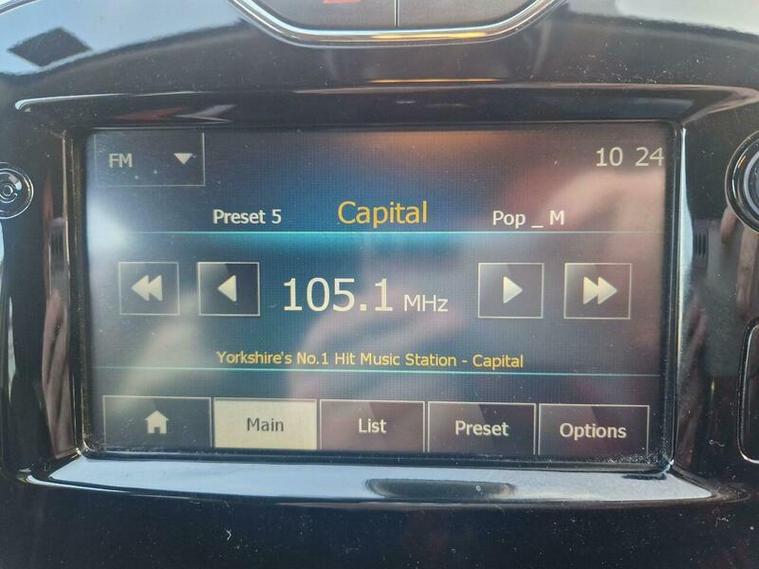 FM 10 24
Preset 5 Capital Pop _ M
105.1 MHz
Yorkshire's No.1 Hit Music Station - Capital
Main List Preset Options